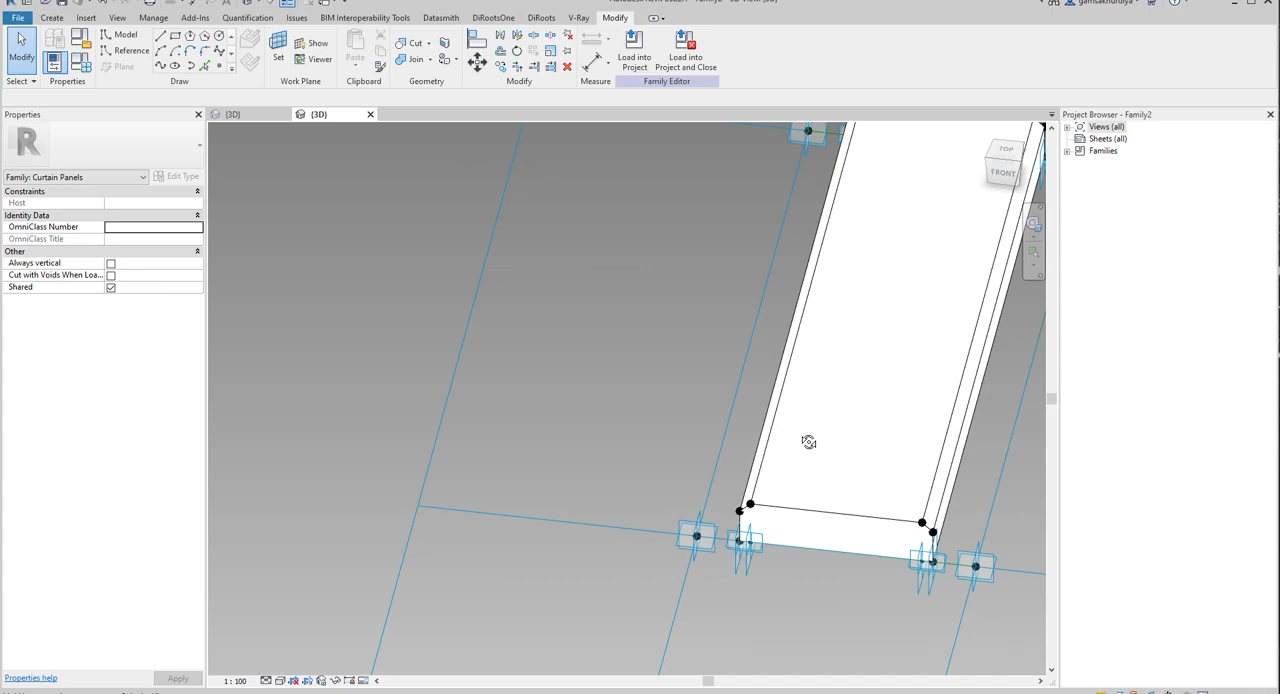 File Create Insert View Manage Add-Ins Quantification Issues BIM Interoperability Tools Datasmith DiRootsOne DiRoots V-Ray Modify
Modify
Model
Reference
Plane
Set
Show
Viewer
Paste
Cut
Join
Load into
Project
Load into
Project and Close
Select Properties Draw Work Plane Clipboard Geometry Modify Measure Family Editor
Properties
{3D}
{3D}
Project Browser - Family2
Views (all)
Sheets (all)
Families
R
Family: Curtain Panels
Edit Type
Constraints
Host
Identity Data
OmniClass Number
OmniClass Title
Other
Always vertical
Cut with Voids When Loa...
Shared
TOP
FRONT
Properties help
Apply
1 : 100